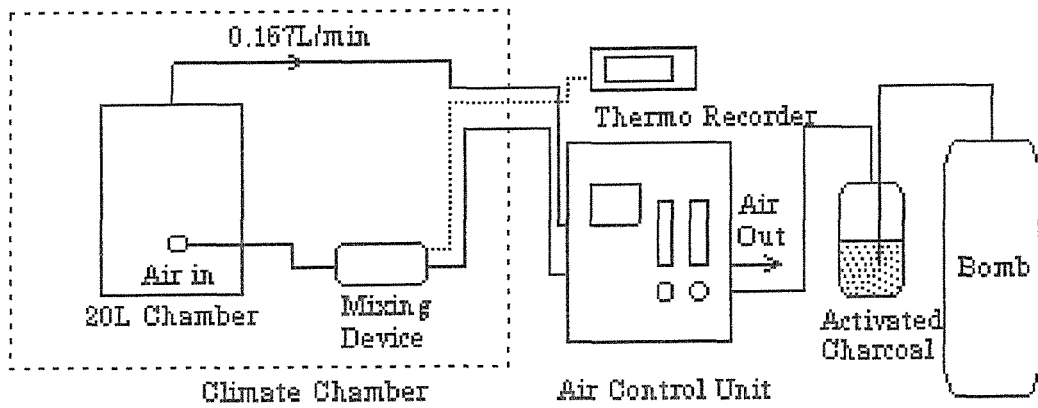 0.167L/min
Thermo Recorder
Air in
20L Chamber
Mixing
Device
Air
Out
Bomb
Activated
Charcoal
Climate Chamber
Air Control Unit